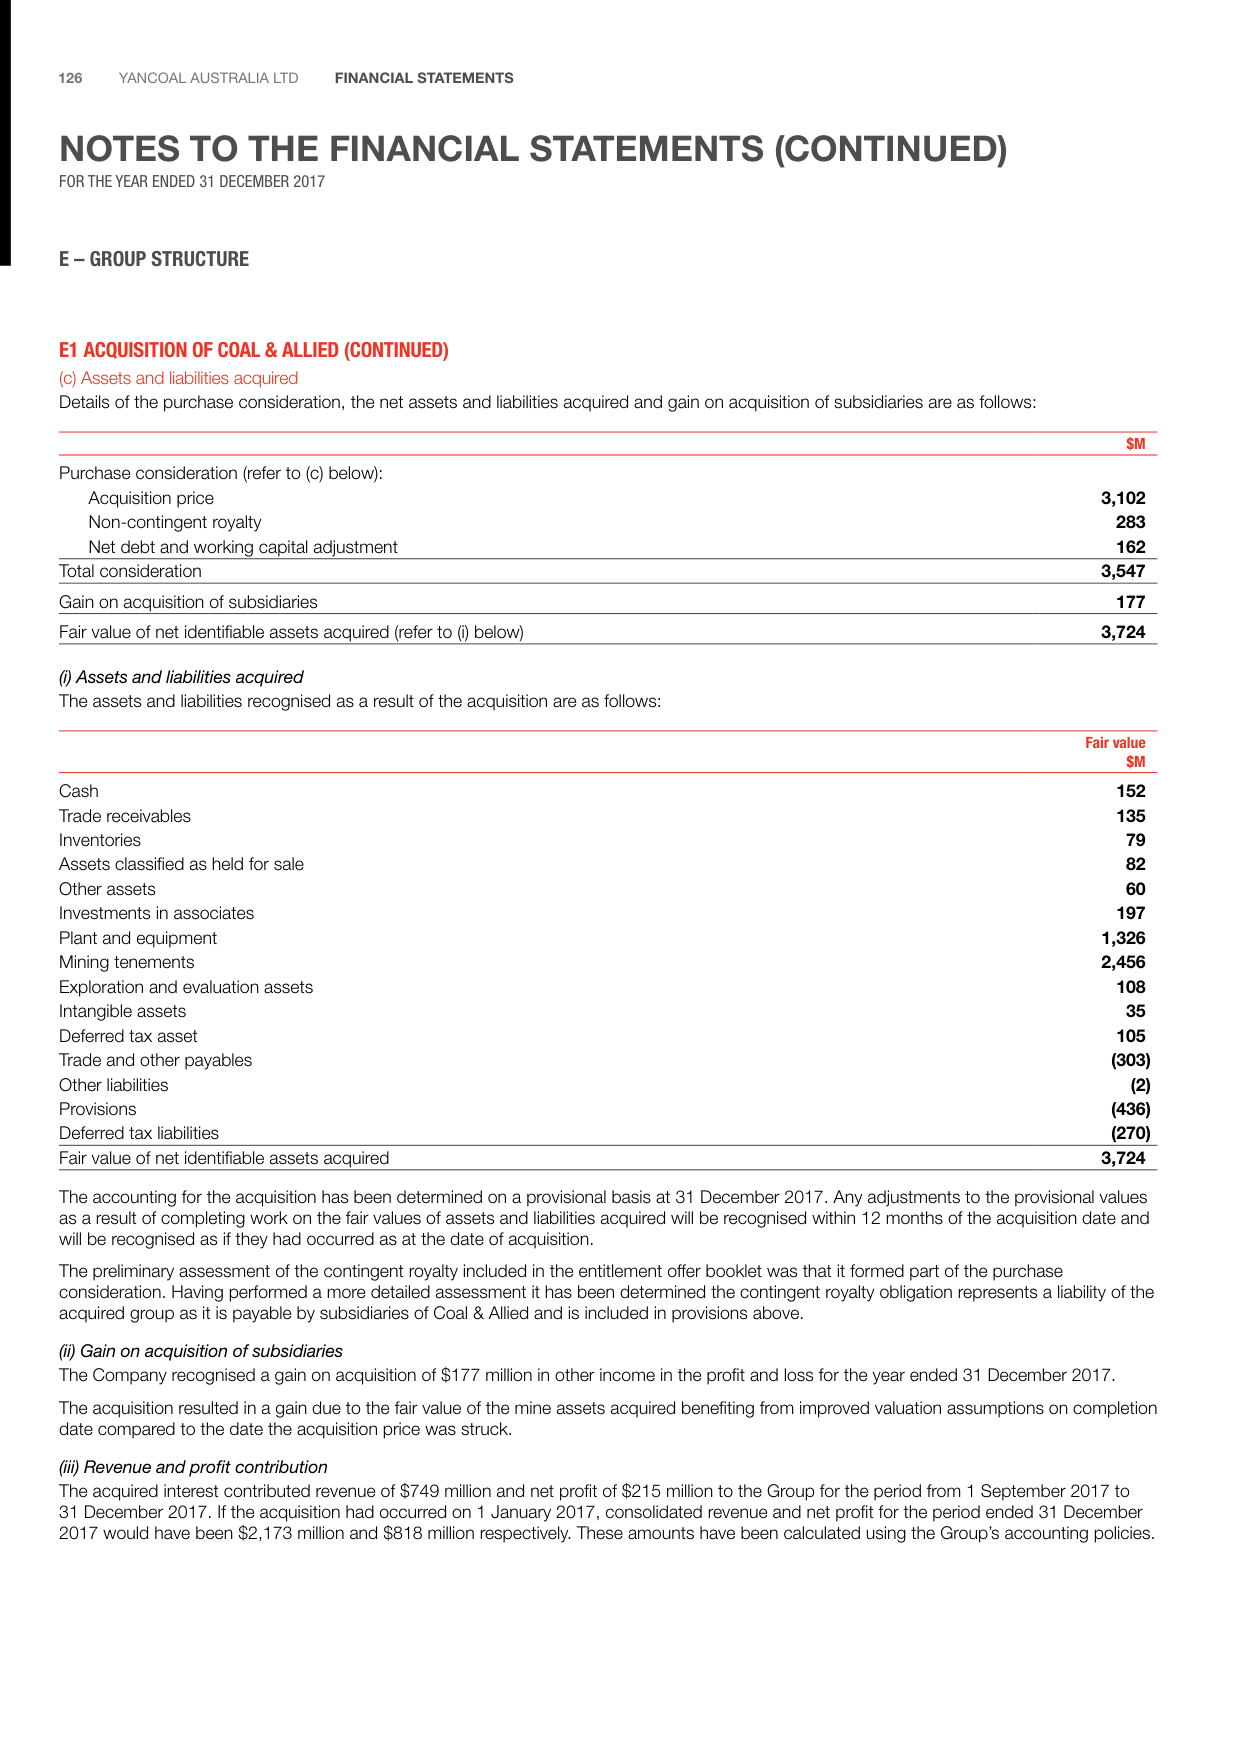 126 YANCOAL AUSTRALIA LTD FINANCIAL STATEMENTS
NOTES TO THE FINANCIAL STATEMENTS (CONTINUED)
FOR THE YEAR ENDED 31 DECEMBER 2017
E – GROUP STRUCTURE
E1 ACQUISITION OF COAL & ALLIED (CONTINUED)
(c) Assets and liabilities acquired
Details of the purchase consideration, the net assets and liabilities acquired and gain on acquisition of subsidiaries are as follows:
$M
Purchase consideration (refer to (c) below):
Acquisition price 3,102
Non-contingent royalty 283
Net debt and working capital adjustment 162
Total consideration 3,547
Gain on acquisition of subsidiaries 177
Fair value of net identifiable assets acquired (refer to (i) below) 3,724
(i) Assets and liabilities acquired
The assets and liabilities recognised as a result of the acquisition are as follows:
Fair value
$M
Cash 152
Trade receivables 135
Inventories 79
Assets classified as held for sale 82
Other assets 60
Investments in associates 197
Plant and equipment 1,326
Mining tenements 2,456
Exploration and evaluation assets 108
Intangible assets 35
Deferred tax asset 105
Trade and other payables (303)
Other liabilities (2)
Provisions (436)
Deferred tax liabilities (270)
Fair value of net identifiable assets acquired 3,724
The accounting for the acquisition has been determined on a provisional basis at 31 December 2017. Any adjustments to the provisional values
as a result of completing work on the fair values of assets and liabilities acquired will be recognised within 12 months of the acquisition date and
will be recognised as if they had occurred as at the date of acquisition.
The preliminary assessment of the contingent royalty included in the entitlement offer booklet was that it formed part of the purchase
consideration. Having performed a more detailed assessment it has been determined the contingent royalty obligation represents a liability of the
acquired group as it is payable by subsidiaries of Coal & Allied and is included in provisions above.
(ii) Gain on acquisition of subsidiaries
The Company recognised a gain on acquisition of $177 million in other income in the profit and loss for the year ended 31 December 2017.
The acquisition resulted in a gain due to the fair value of the mine assets acquired benefiting from improved valuation assumptions on completion
date compared to the date the acquisition price was struck.
(iii) Revenue and profit contribution
The acquired interest contributed revenue of $749 million and net profit of $215 million to the Group for the period from 1 September 2017 to
31 December 2017. If the acquisition had occurred on 1 January 2017, consolidated revenue and net profit for the period ended 31 December
2017 would have been $2,173 million and $818 million respectively. These amounts have been calculated using the Group's accounting policies.